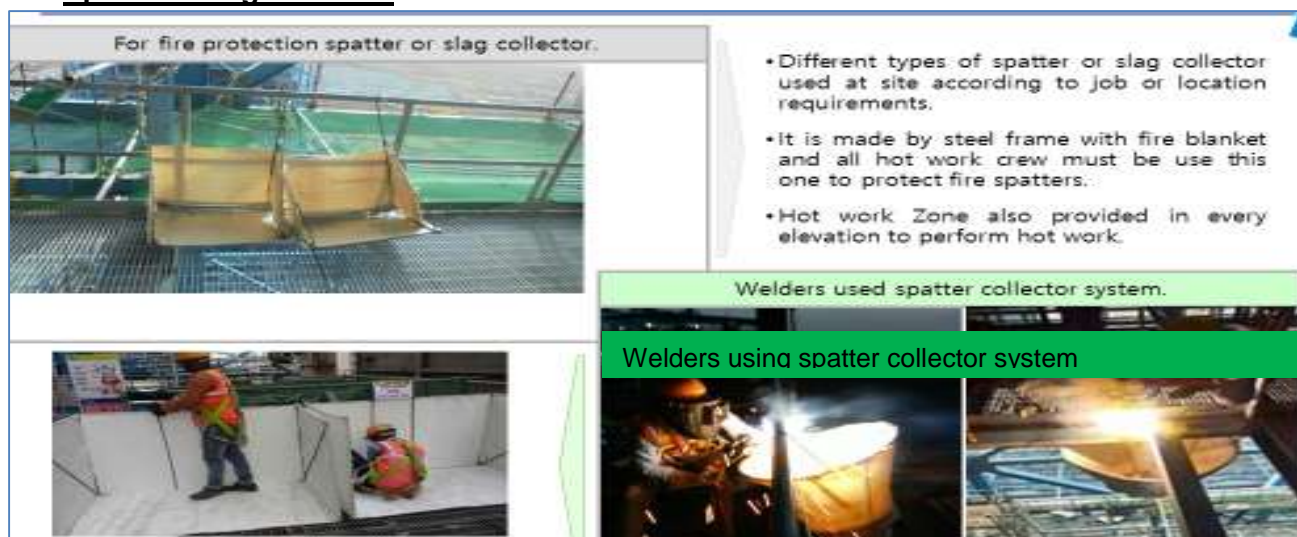 For fire protection spatter or slag collector.
• Different types of spatter or slag collector
used at site according to job or location
requirements.
• It is made by steel frame with fire blanket
and all hot work crew must be use this
one to protect fire spatters.
• Hot work Zone also provided in every
elevation to perform hot work.
Welders used spatter collector system.
Welders using spatter collector system